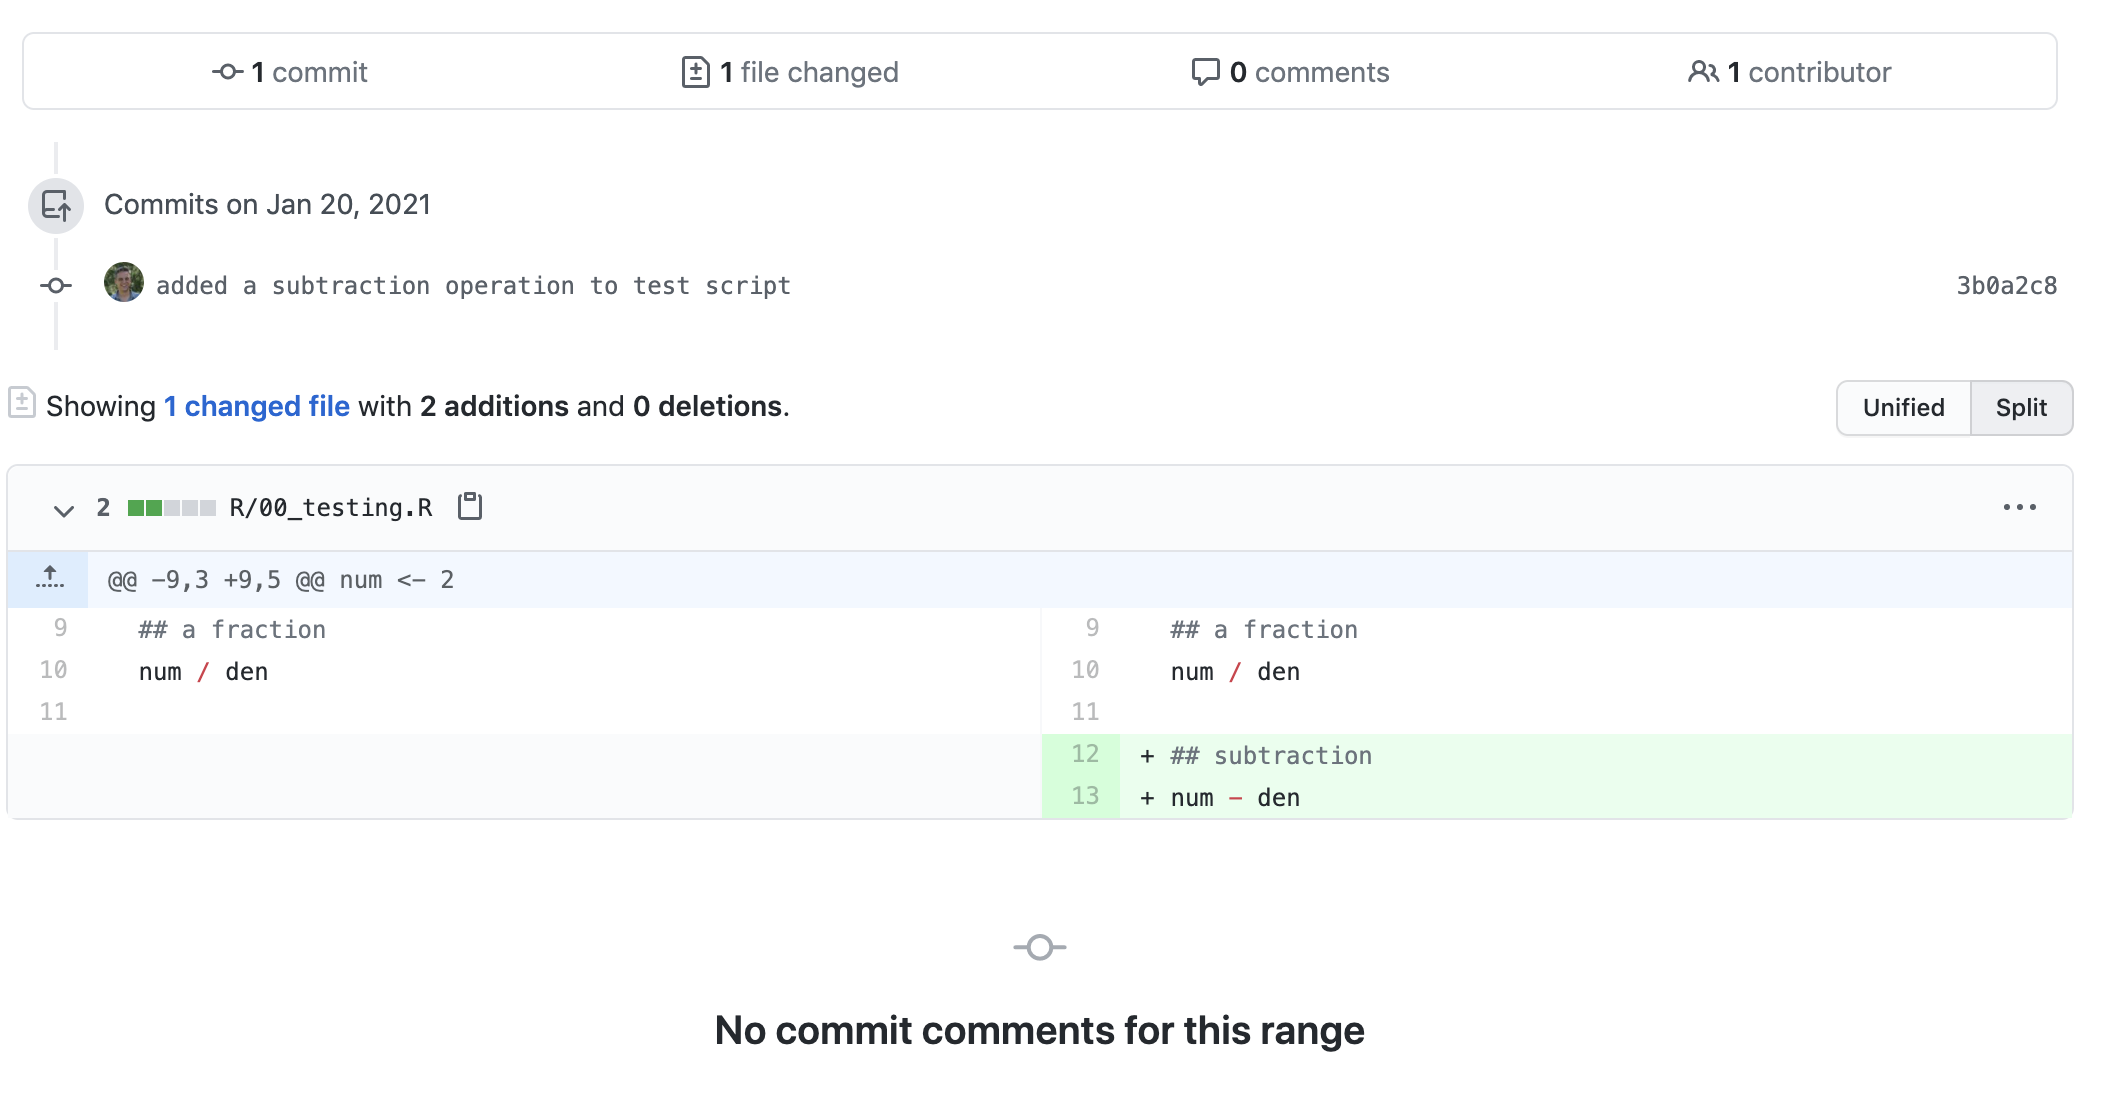 1 commit 1 file changed 0 comments 1 contributor
Commits on Jan 20, 2021
added a subtraction operation to test script 3b0a2c8
Showing 1 changed file with 2 additions and 0 deletions. Unified Split
2 R/00_testing.R ...
@@ -9,3 +9,5 @@ num <- 2
9 ## a fraction 9 ## a fraction
10 num / den 10 num / den
11 11
12 + ## subtraction
13 + num - den
No commit comments for this range